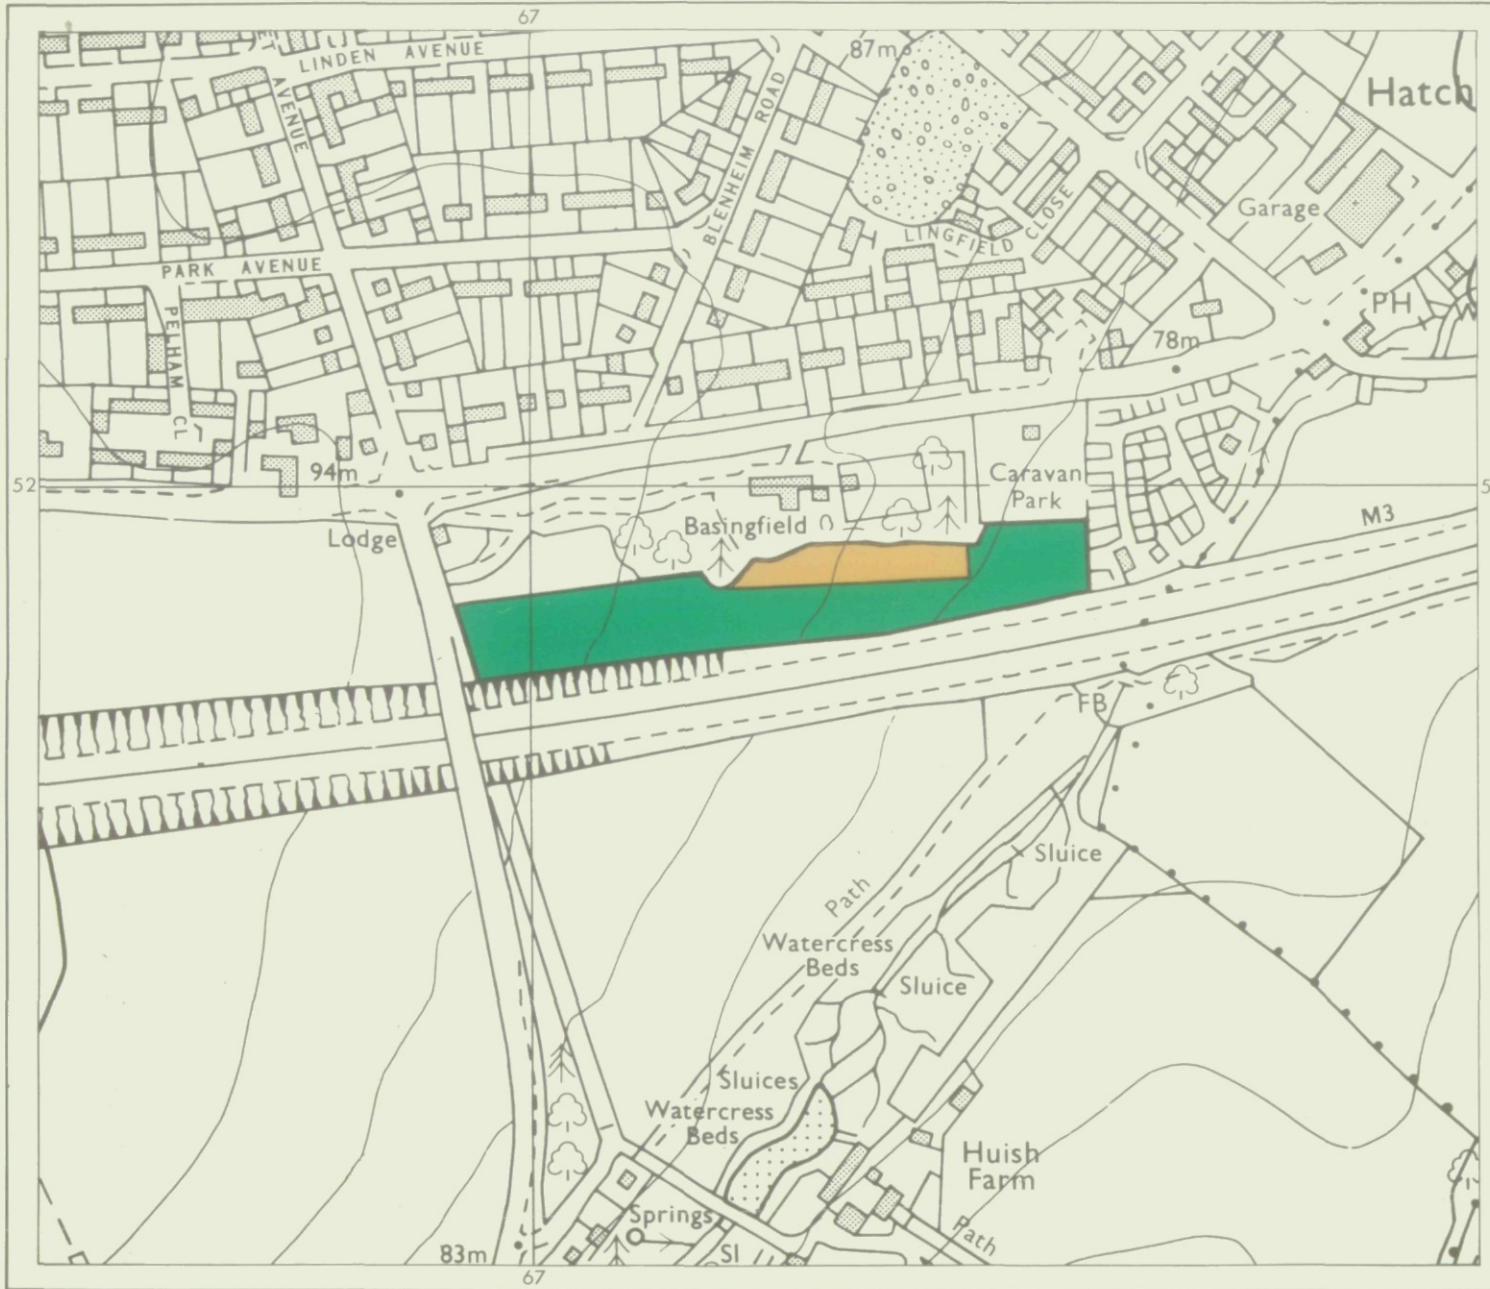 67
LINDEN AVENUE
AVENUE
BLENHEIM ROAD
87m
Hatch
LINGFIELD CLOSE
Garage
PARK AVENUE
PELHAM CL
PH
78m
94m
52
Caravan
Park
Lodge
Basingfield
M3
5
FB
Sluice
Path
Watercress
Beds
Sluice
Sluices
Watercress
Beds
Huish
Farm
Springs
Sl
Path
83m
67